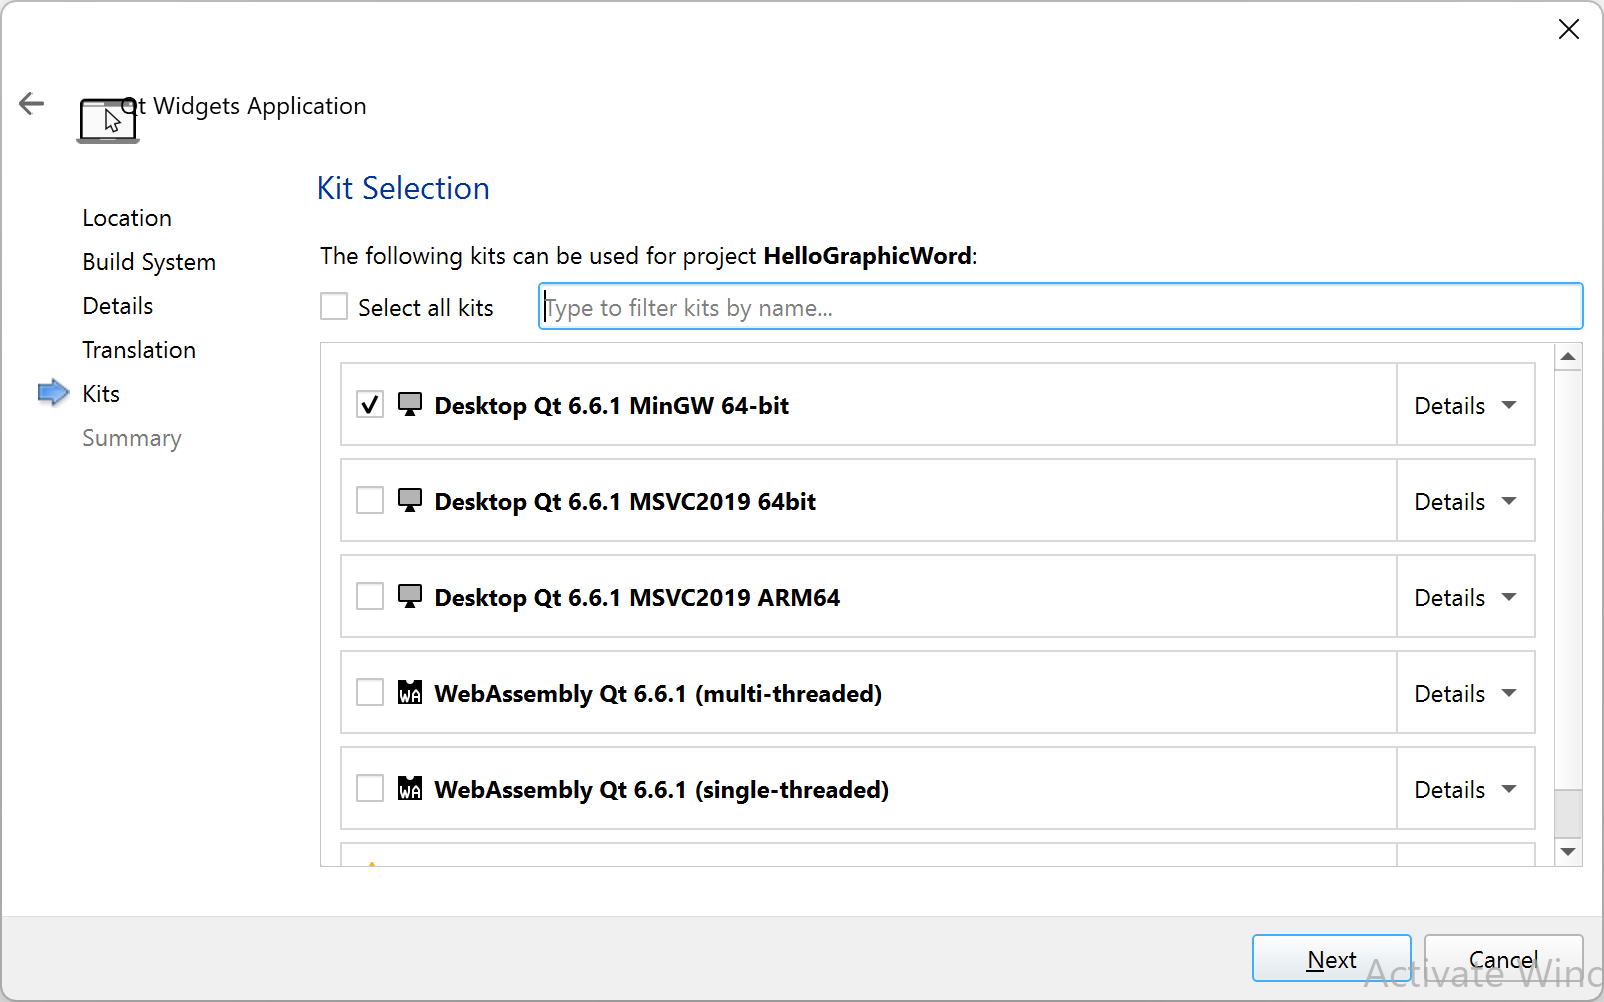 Qt Widgets Application
Location
Build System
Details
Translation
Kits
Summary
Kit Selection
The following kits can be used for project HelloGraphicWord:
Select all kits
Type to filter kits by name...
Desktop Qt 6.6.1 MinGW 64-bit Details
Desktop Qt 6.6.1 MSVC2019 64bit Details
Desktop Qt 6.6.1 MSVC2019 ARM64 Details
WA WebAssembly Qt 6.6.1 (multi-threaded) Details
WA WebAssembly Qt 6.6.1 (single-threaded) Details
Next Cancel
Activate